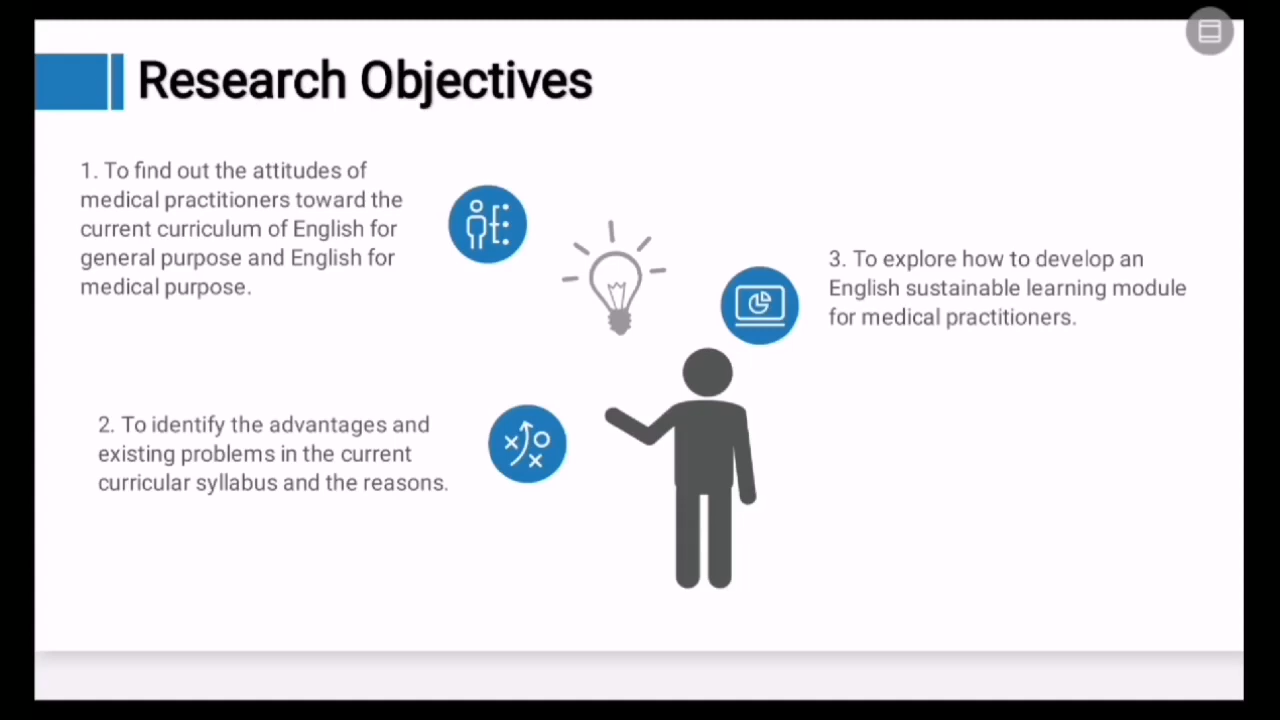 Research Objectives
1. To find out the attitudes of
medical practitioners toward the
current curriculum of English for
general purpose and English for
medical purpose.
2. To identify the advantages and
existing problems in the current
curricular syllabus and the reasons.
3. To explore how to develop an
English sustainable learning module
for medical practitioners.